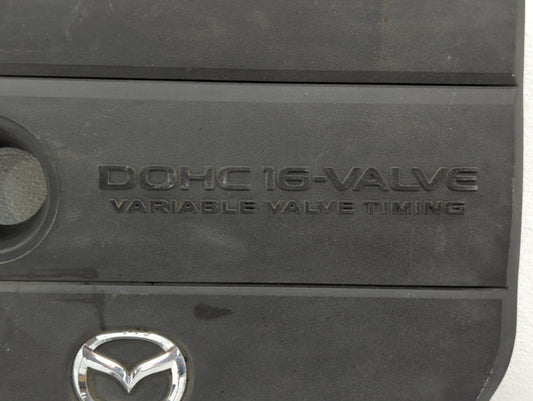 DOHC 16-VALVE
VARIABLE VALVE TIMING